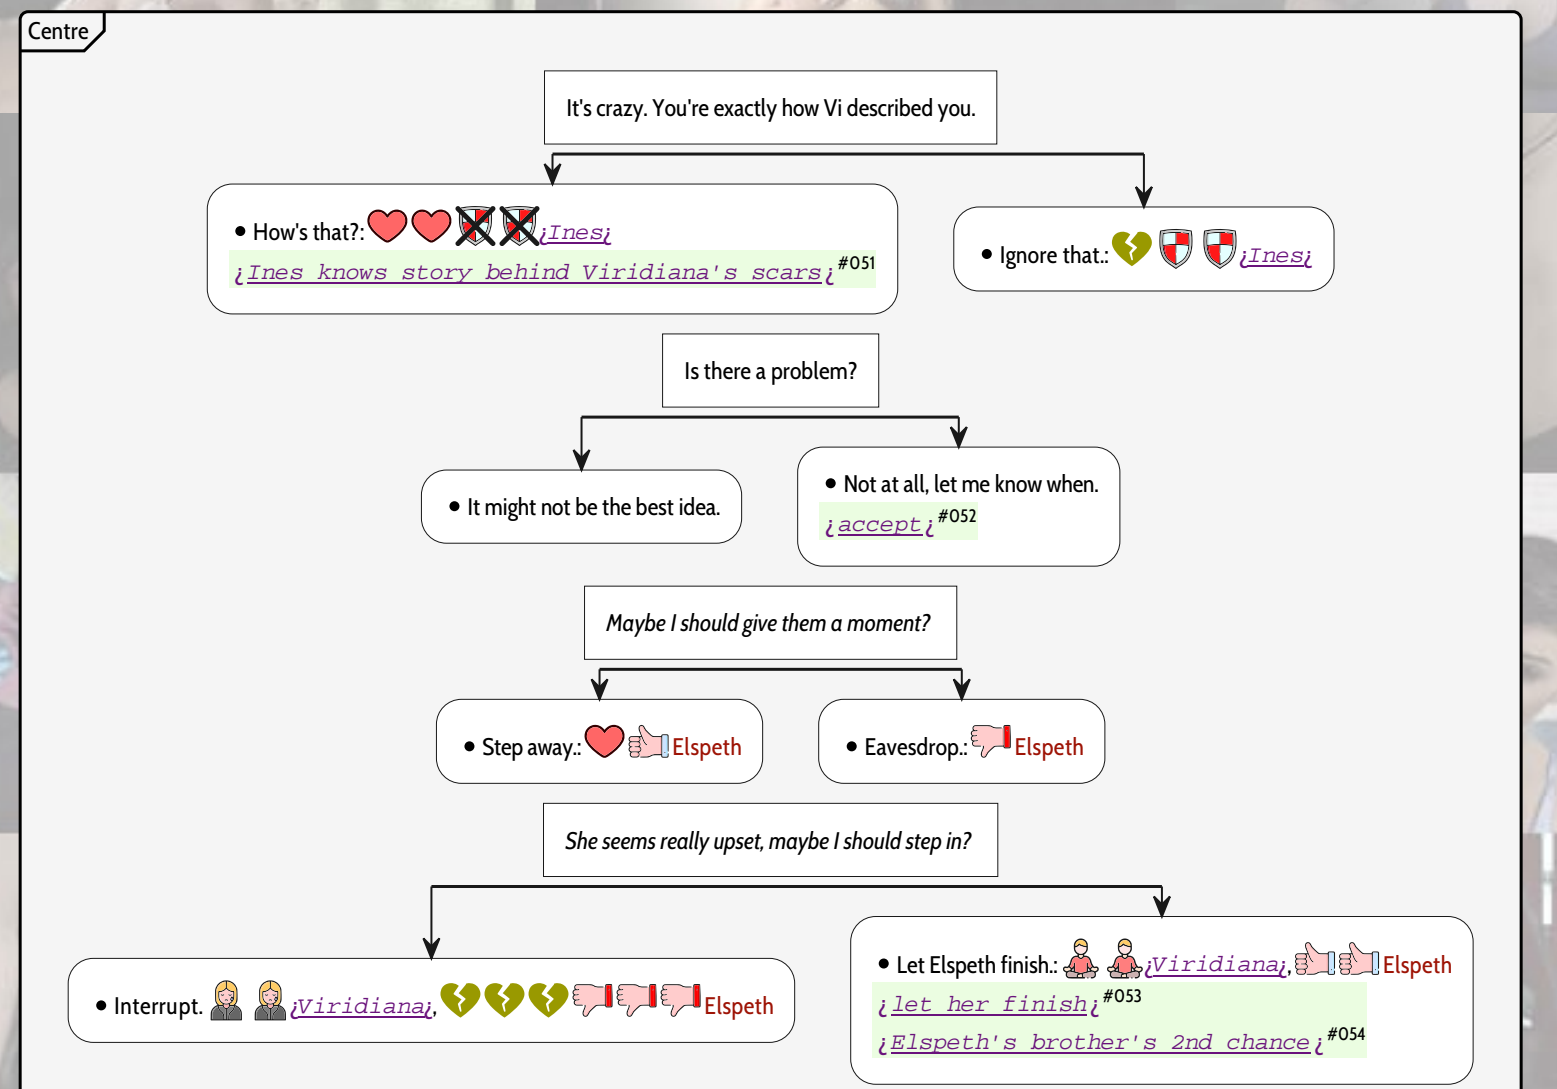 Centre
It's crazy. You're exactly how Vi described you.
• How's that?: ¿Ines¿
¿Ines knows story behind Viridiana's scars¿#051
• Ignore that.: ¿Ines¿
Is there a problem?
• It might not be the best idea.
• Not at all, let me know when.
¿accept¿#052
Maybe I should give them a moment?
• Step away.: Elspeth
• Eavesdrop.: Elspeth
She seems really upset, maybe I should step in?
• Interrupt. ¿Viridiana¿, Elspeth
• Let Elspeth finish.: ¿Viridiana¿, Elspeth
¿let her finish¿#053
¿Elspeth's brother's 2nd chance¿#054